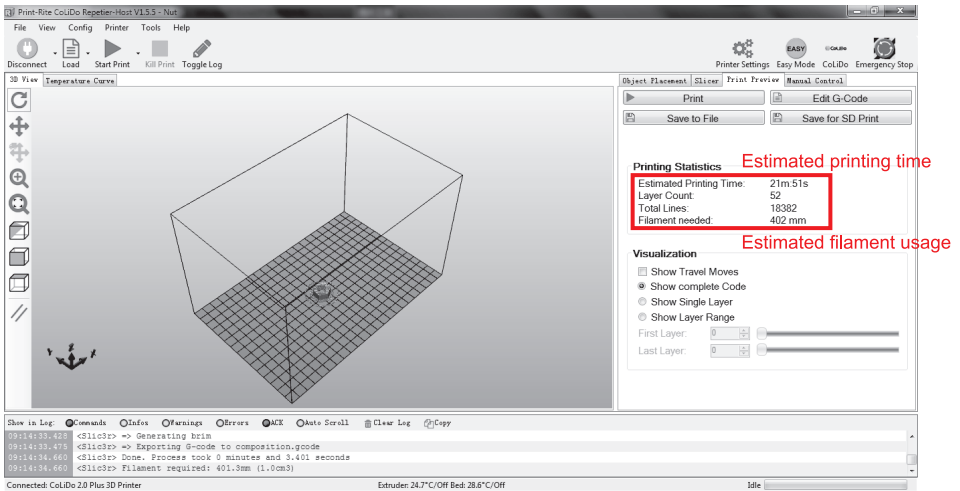 Print-Rite CoLiDo Repetier-Host V1.5.5 - Nut
File View Config Printer Tools Help
Disconnect Load Start Print Kill Print Toggle Log Printer Settings Easy Mode CoLiDo Emergency Stop
EASY CoLiDo
3D View Temperature Curve Object Placement Slicer Print Preview Manual Control
Print Edit G-Code
Save to File Save for SD Print
Estimated printing time
Printing Statistics
Estimated Printing Time: 21m:51s
Layer Count: 52
Total Lines: 18382
Filament needed: 402 mm
Estimated filament usage
Visualization
Show Travel Moves
Show complete Code
Show Single Layer
Show Layer Range
First Layer: 0
Last Layer: 0
Show in Log: Commands Infos Warnings Errors ACK Auto Scroll Clear Log Copy
09:14:33.428 <Slic3r> => Generating brim
09:14:33.475 <Slic3r> => Exporting G-code to composition.gcode
09:14:34.660 <Slic3r> Done. Process took 0 minutes and 3.401 seconds
09:14:34.660 <Slic3r> Filament required: 401.3mm (1.0cm3)
Connected: CoLiDo 2.0 Plus 3D Printer Extruder: 24.7°C/Off Bed: 28.6°C/Off Idle